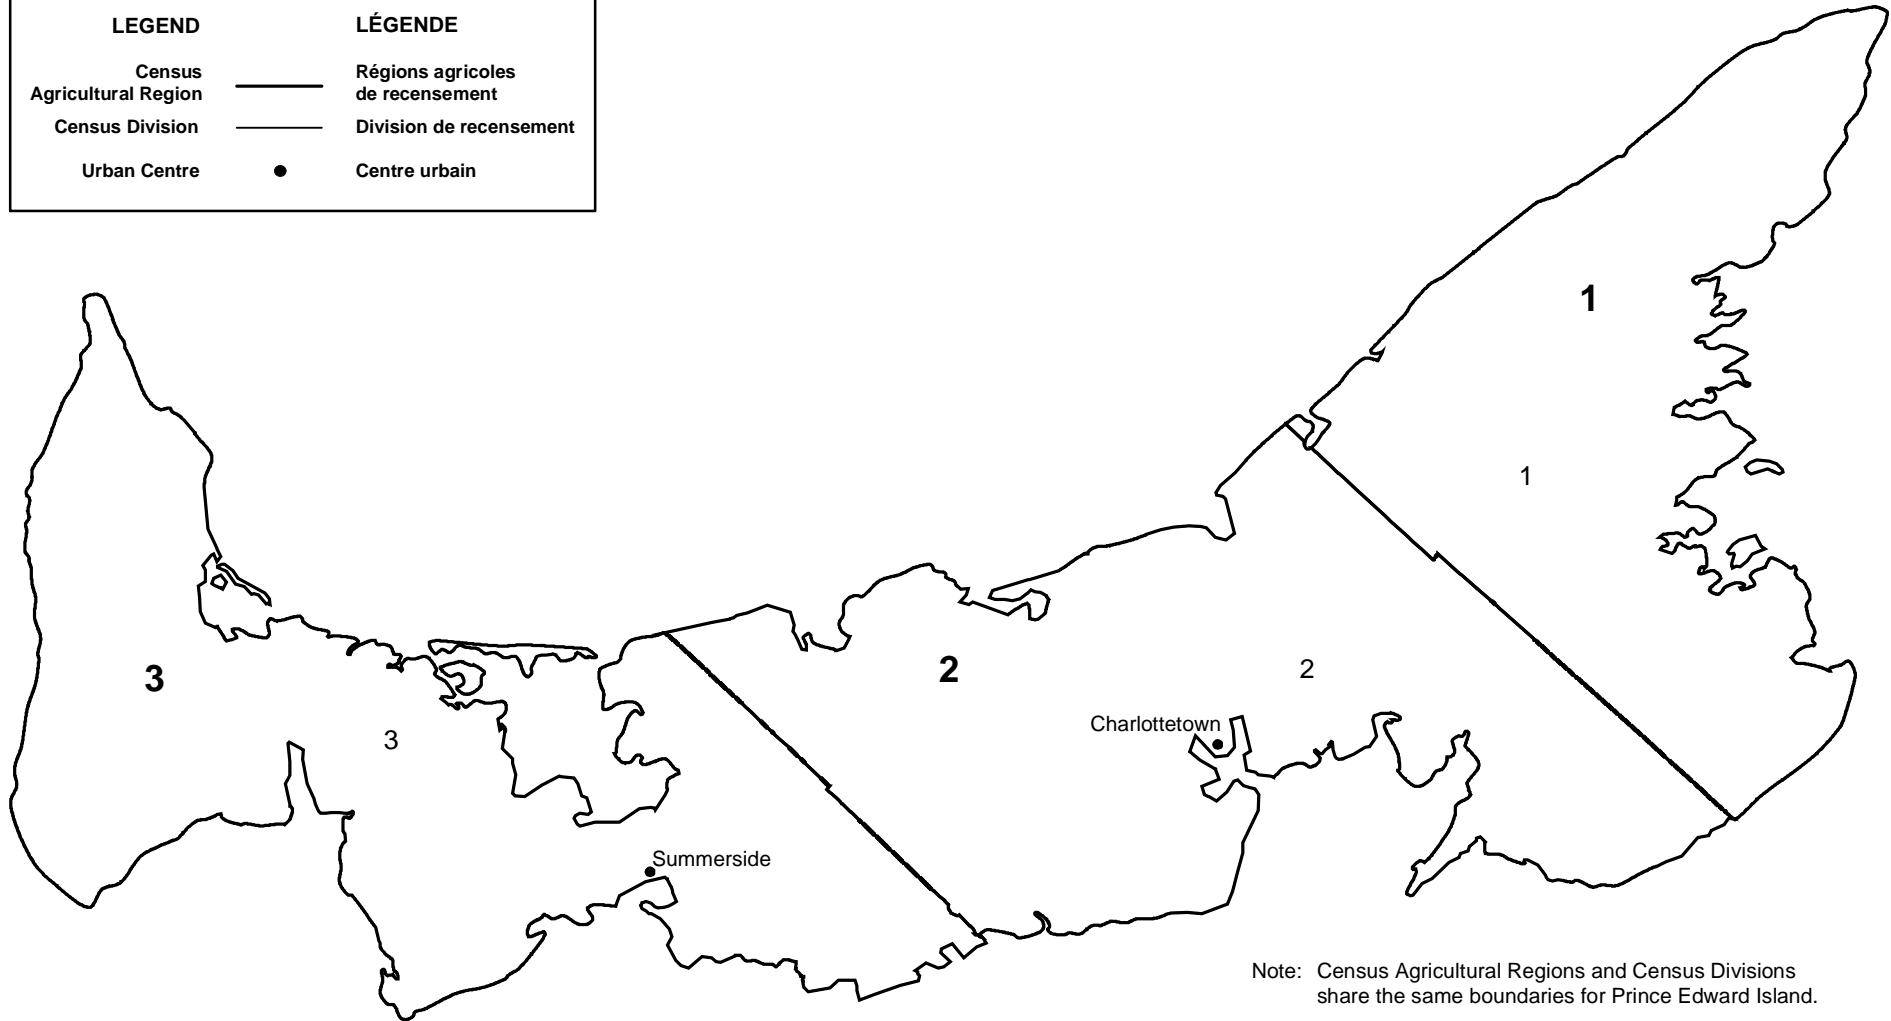 LEGEND LÉGENDE
Census Régions agricoles
Agricultural Region de recensement
Census Division Division de recensement
Urban Centre Centre urbain
1
1
3
2
2
3
Charlottetown
Summerside
Note: Census Agricultural Regions and Census Divisions
share the same boundaries for Prince Edward Island.